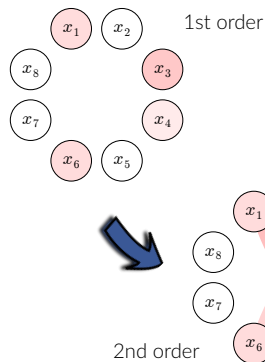 x₁ x₂ 1st order
x₈ x₃
x₇ x₄
x₆ x₅
x₁
x₈
x₇
x₆
2nd order